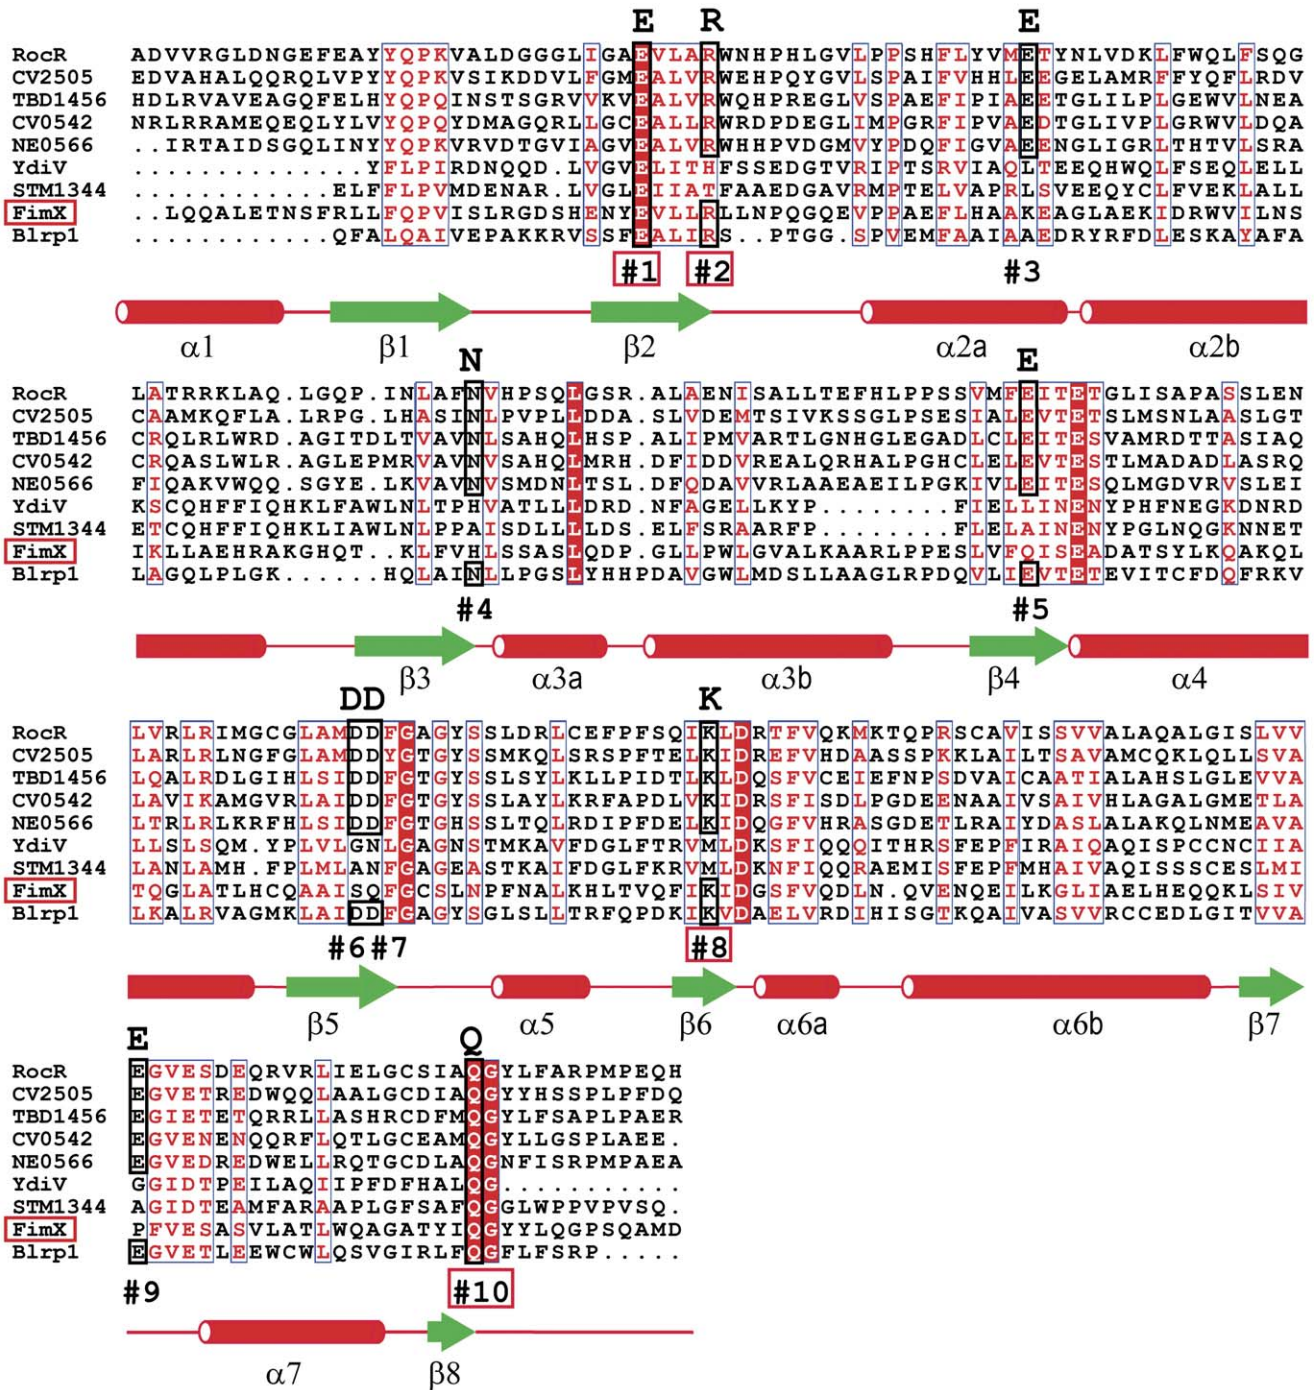 E R E
RocR ADVVRGLDNGEFEAYYQPKVALDGGGLIGAEVLARWNHPHLGVLPPSHFLYVMETYNLVDKLFWQLFSQG
CV2505 EDVAHALQQRQLVPYYQPKVSIKDDVLFGMEALVRWEHPQYGVLSPAIFVHHLEEGELAMRFFYQFLRDV
TBD1456 HDLRVAVEAGQFELHYQPQINSTSGRVVKVEALVRWQHPREGLVSPAEFIPIAEETGLILPLGEWVLNEA
CV0542 NRLRRAMEQEQLYLVYQPQYDMAGQRLLGCEALLRWRDPDEGLIMPGRFIPVAEDTGLIVPLGRWVLDQA
NE0566 ..IRTAIDSGQLINYYQPKVRVDTGVIAGVEALVRWHHPVDGMVYPDQFIGVAEENGLIGRLTHTVLSRA
YdiV .............YFLPIRDNQQD.LVGVELITHFSSEDGTVRIPTSRVIAQLTEEQHWQLFSEQLELL
STM1344 ............ELFFLPVMDENAR.LVGLEIIATFAAEDGAVRMPTELVAPRLSVEEQYCLFVEKLALL
FimX ..LQQALETNSFRLLFQPVISLRGDSHENYEVLLRLLNPQGQEVPPAEFLHAAKEAGLAEKIDRWVILNS
Blrp1 ............QFALQAIVEPAKKRVSSFEALIRS..PTGG.SPVEMFAAIAAEDRYRFDLESKAYAFA
#1 #2 #3
α1 β1 β2 α2a α2b
N E
RocR LATRRKLAQ.LGQP.INLAFNVHPSQLGSR.ALAENISALLTEFHLPPSSVMFEITETGLISAPASSLEN
CV2505 CAAMKQFLA.LRPG.LHASINLPVPLLDDA.SLVDEMTSIVKSSGLPSESIALEVTETSLMSNLAASLGT
TBD1456 CRQLRLWRD.AGITDLTVAVNLSAHQLHSP.ALIPMVARTLGNHGLEGADLCLEITESVAMRDTTASIAQ
CV0542 CRQASLWLR.AGLEPMRVAVNVSAHQLMRH.DFIDDVREALQRHALPGHCLELEVTESTLMADADLASRQ
NE0566 FIQAKVWQQ.SGYE.LKVAVNVSMDNLTSL.DFQDAVVRLAAEAEILPGKIVLEITESQLMGDVRVSLEI
YdiV KSCQHFFIQHKLFAWLNLTPHVATLLLDRD.NFAGELLKYP........FIELLINENYPHFNEGKDNRD
STM1344 ETCQHFFIQHKLIAWLNLPPAISDLLLLDS.ELFSRAARFP........FLELAINENYPGLNQGKNNET
FimX IKLLAEHRAKGHQT..KLFVHLSSASLQDP.GLLPWLGVALKAARLPPESLVFQISEADATSYLKQAKQL
Blrp1 LAGQLPLGK......HQLAINLLPGSLYHHPDAVGWLMDSLLAAGLRPDQVLIEVTETEVITCFDQFRKV
#4 #5
β3 α3a α3b β4 α4
DD K
RocR LVRLRIMGCGLAMDDFGAGYSSLDRLCEFPFSQIKLDRTFVQKMKTQPRSCAVISSVVALAQALGISLVV
CV2505 LARLRLNGFGLAMDDYGTGYSSMKQLSRSPFTELKIDRSFVHDAASSPKKLAILTSAVAMCQKLQLLSVA
TBD1456 LQALRDLGIHLSIDDFGTGYSSLSYLKLLPIDTLKIDQSFVCEIEFNPSDVAICAATIALAHSLGLEVVA
CV0542 LAVIKAMGVRLAIDDFGTGYSSLAYLKRFAPDLVKIDRSFISDLPGDEENAAIVSAIVHLAGALGMETLA
NE0566 LTRLRLKRFHLSIDDFGTGHSSLTQLRDIPFDELKIDQGFVHRASGDETLRAIYDASLALAKQLNMEAVA
YdiV LLSLSQM.YPLVLGNLGAGNSTMKAVFDGLFTRVMLDKSFIQQQITHRSFEPFIRAIQAQISPCCNCIIA
STM1344 LANLAMH.FPLMLANFGAGEASTKAIFDGLFKRVMLDKNFIQQRAEMISFEPFMHAIVAQISSSCESLMI
FimX TQGLATLHCQAAISQFGCSLNPFNALKHLTVQFIKIDGSFVQDLN.QVENQEILKGLIAELHEQQKLSIV
Blrp1 LKALRVAGMKLAIDDFGAGYSGLSLLTRFQPDKIKVDAELVRDIHISGTKQAIVASVVRCCEDLGITVVA
#6 #7 #8
β5 α5 β6 α6a α6b β7
E Q
RocR EGVESDEQRVRLIELGCSIAQGYLFARPMPEQH
CV2505 EGVETREDWQQLAALGCDIAQGYYHSSPLPFDQ
TBD1456 EGIETETQRRLLASHRCDFMQGYLFSAPLPAER
CV0542 EGVENENQQRFLQTLGCEAMQGYLLGSPLAEE.
NE0566 EGVEDREDWELLRQTGCDLAQGNFISRPMPAEA
YdiV GGIDTPEILAQIIPFDFHALQG...........
STM1344 AGIDTEAMFARAAPLGFSAFQGGLWPPVPVSQ.
FimX PFVESASVLATLWQAGATYIQGYYLQGPSQAMD
Blrp1 EGVETLEEWCWLQSVGIRLFQGFLFSRP.....
#9 #10
α7 β8